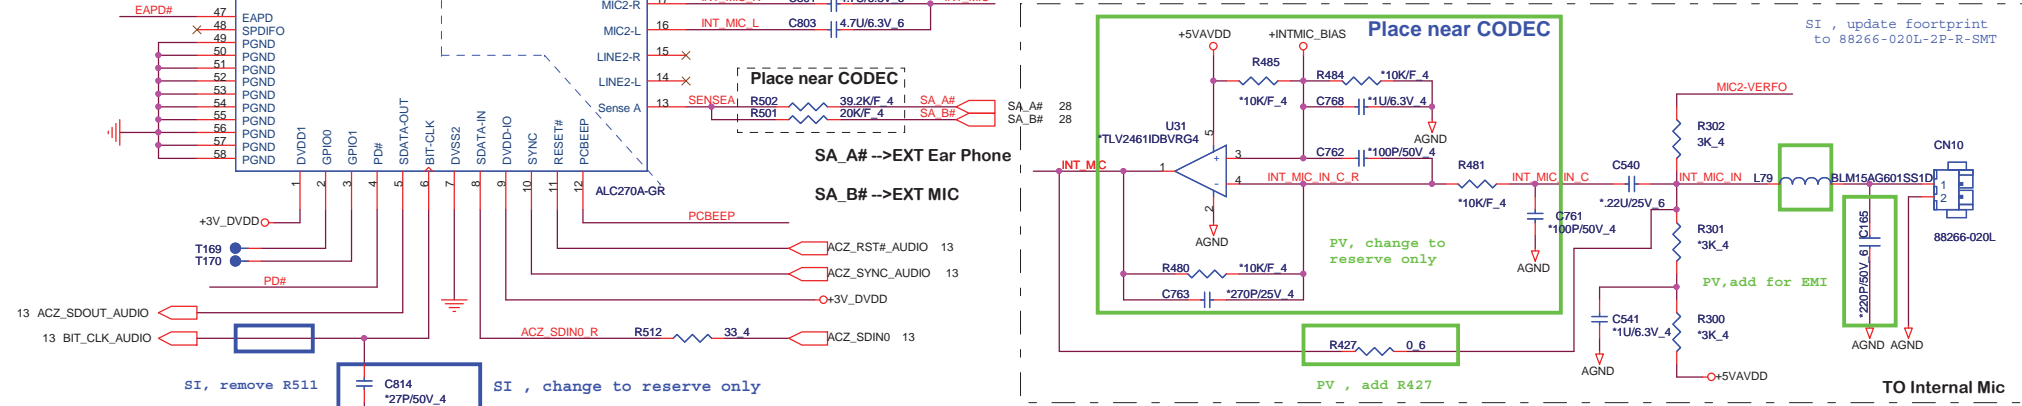 EAPD#
47 EAPD
48 SPDIFO
49 PGND
50 PGND
51 PGND
52 PGND
53 PGND
54 PGND
55 PGND
56 PGND
57 PGND
58 PGND
DVDD1
GPIO0
GPIO1
PD#
SDATA-OUT
BIT-CLK
DVSS2
SDATA-IN
DVDD-IO
SYNC
RESET#
PCBEEP
1
2
3
4
5
6
7
8
9
10
11
12
MIC2-R
MIC2-L 16 INT_MIC_L C803 4.7U/6.3V_6
LINE2-R 15
LINE2-L 14
Sense A 13 SENSEA
ALC270A-GR
Place near CODEC
R502 39.2K/F_4 SA_A#
R501 20K/F_4 SA_B#
SA_A# 28
SA_B# 28
SA_A# -->EXT Ear Phone
SA_B# -->EXT MIC
+3V_DVDD
T169
T170
PD#
PCBEEP
ACZ_RST#_AUDIO 13
ACZ_SYNC_AUDIO 13
+3V_DVDD
13 ACZ_SDOUT_AUDIO
13 BIT_CLK_AUDIO
ACZ_SDIN0_R R512 33_4 ACZ_SDIN0 13
SI, remove R511
C814
*27P/50V_4
SI , change to reserve only
Place near CODEC
+5VAVDD
+INTMIC_BIAS
R485
*10K/F_4
R484 *10K/F_4
C768 *1U/6.3V_4
AGND
U31
*TLV2461IDBVRG4
5
1
3
4
2
+
-
AGND
C762 *100P/50V_4
INT_MIC
INT_MIC_IN_C_R
R481
*10K/F_4
INT_MIC_IN_C
C761
*100P/50V_4
AGND
R480 *10K/F_4
C763 *270P/25V_4
PV, change to
reserve only
R427 0_6
PV , add R427
C540
*.22U/25V_6
SI , update foortprint
to 88266-020L-2P-R-SMT
MIC2-VERFO
R302
3K_4
INT_MIC_IN
L79 BLM15AG601SS1D
R301
*3K_4
C541
*1U/6.3V_4
AGND
R300
*3K_4
+5VAVDD
PV,add for EMI
C165
*220P/50V_6
AGND AGND
CN10
1
2
88266-020L
TO Internal Mic